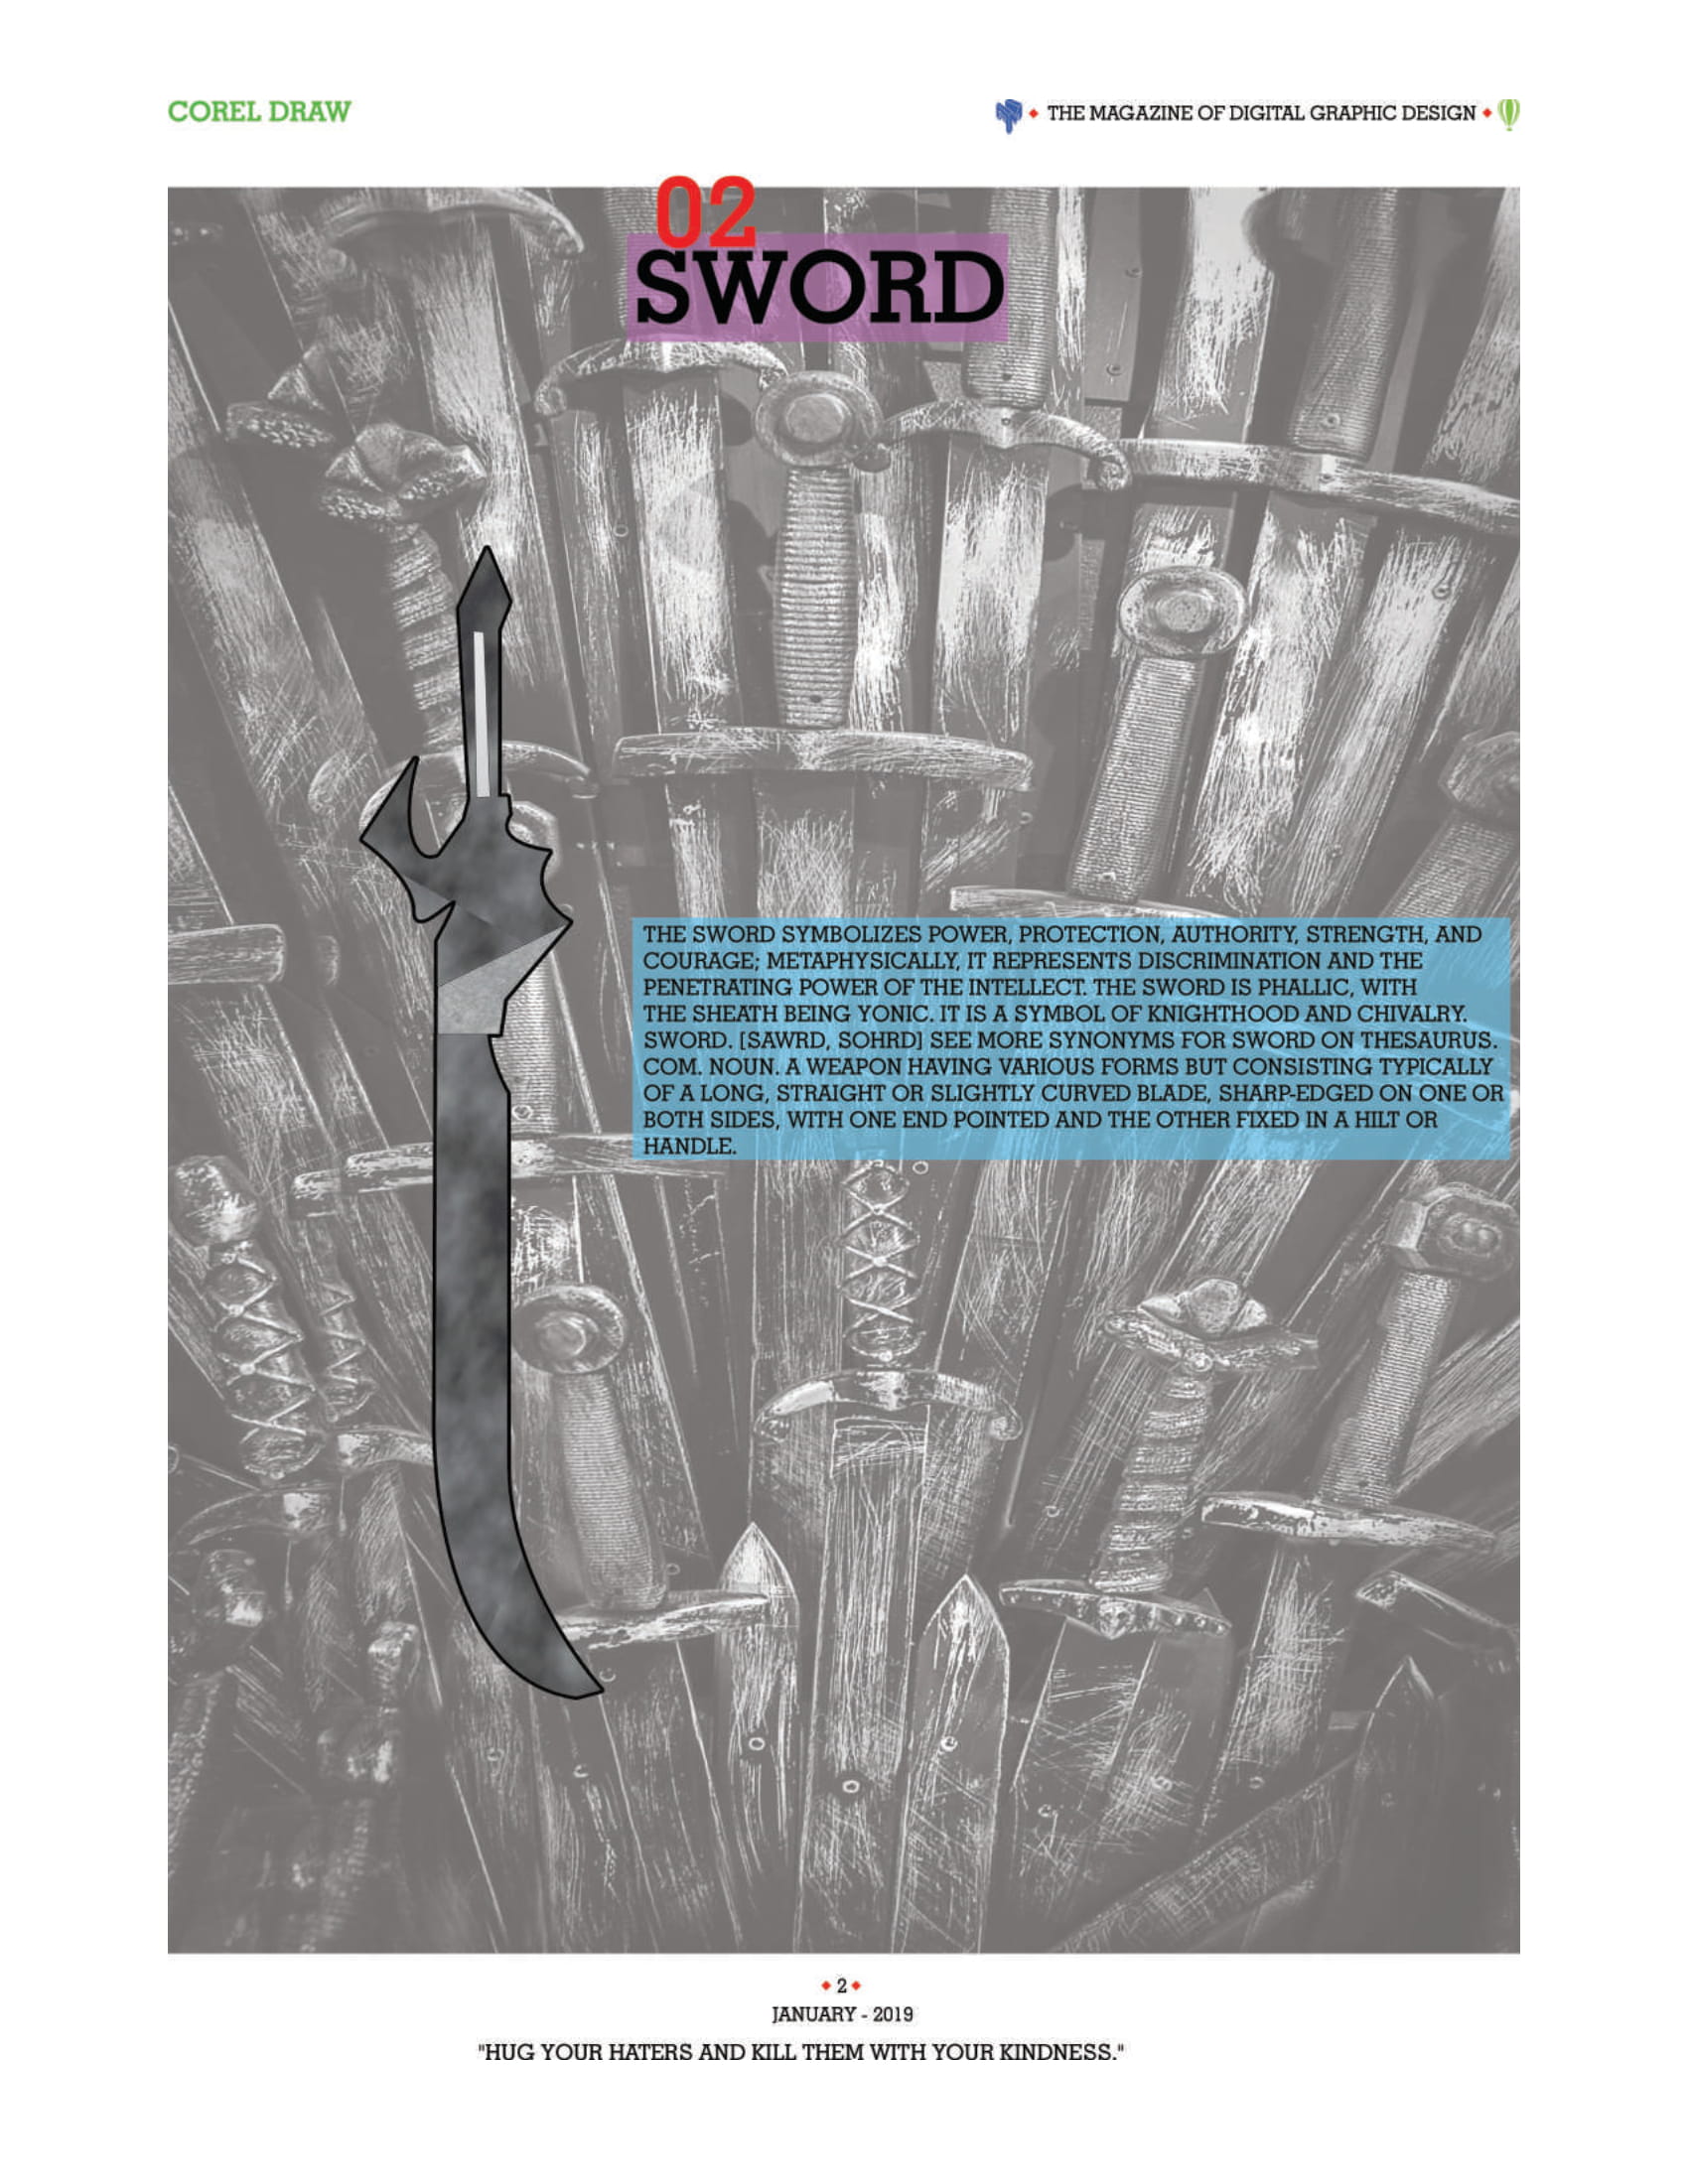 COREL DRAW
THE MAGAZINE OF DIGITAL GRAPHIC DESIGN
02
SWORD
THE SWORD SYMBOLIZES POWER, PROTECTION, AUTHORITY, STRENGTH, AND
COURAGE; METAPHYSICALLY, IT REPRESENTS DISCRIMINATION AND THE
PENETRATING POWER OF THE INTELLECT. THE SWORD IS PHALLIC, WITH
THE SHEATH BEING YONIC. IT IS A SYMBOL OF KNIGHTHOOD AND CHIVALRY.
SWORD. [SAWRD, SOHRD] SEE MORE SYNONYMS FOR SWORD ON THESAURUS.
COM. NOUN. A WEAPON HAVING VARIOUS FORMS BUT CONSISTING TYPICALLY
OF A LONG, STRAIGHT OR SLIGHTLY CURVED BLADE, SHARP-EDGED ON ONE OR
BOTH SIDES, WITH ONE END POINTED AND THE OTHER FIXED IN A HILT OR
HANDLE.
2
JANUARY - 2019
"HUG YOUR HATERS AND KILL THEM WITH YOUR KINDNESS."